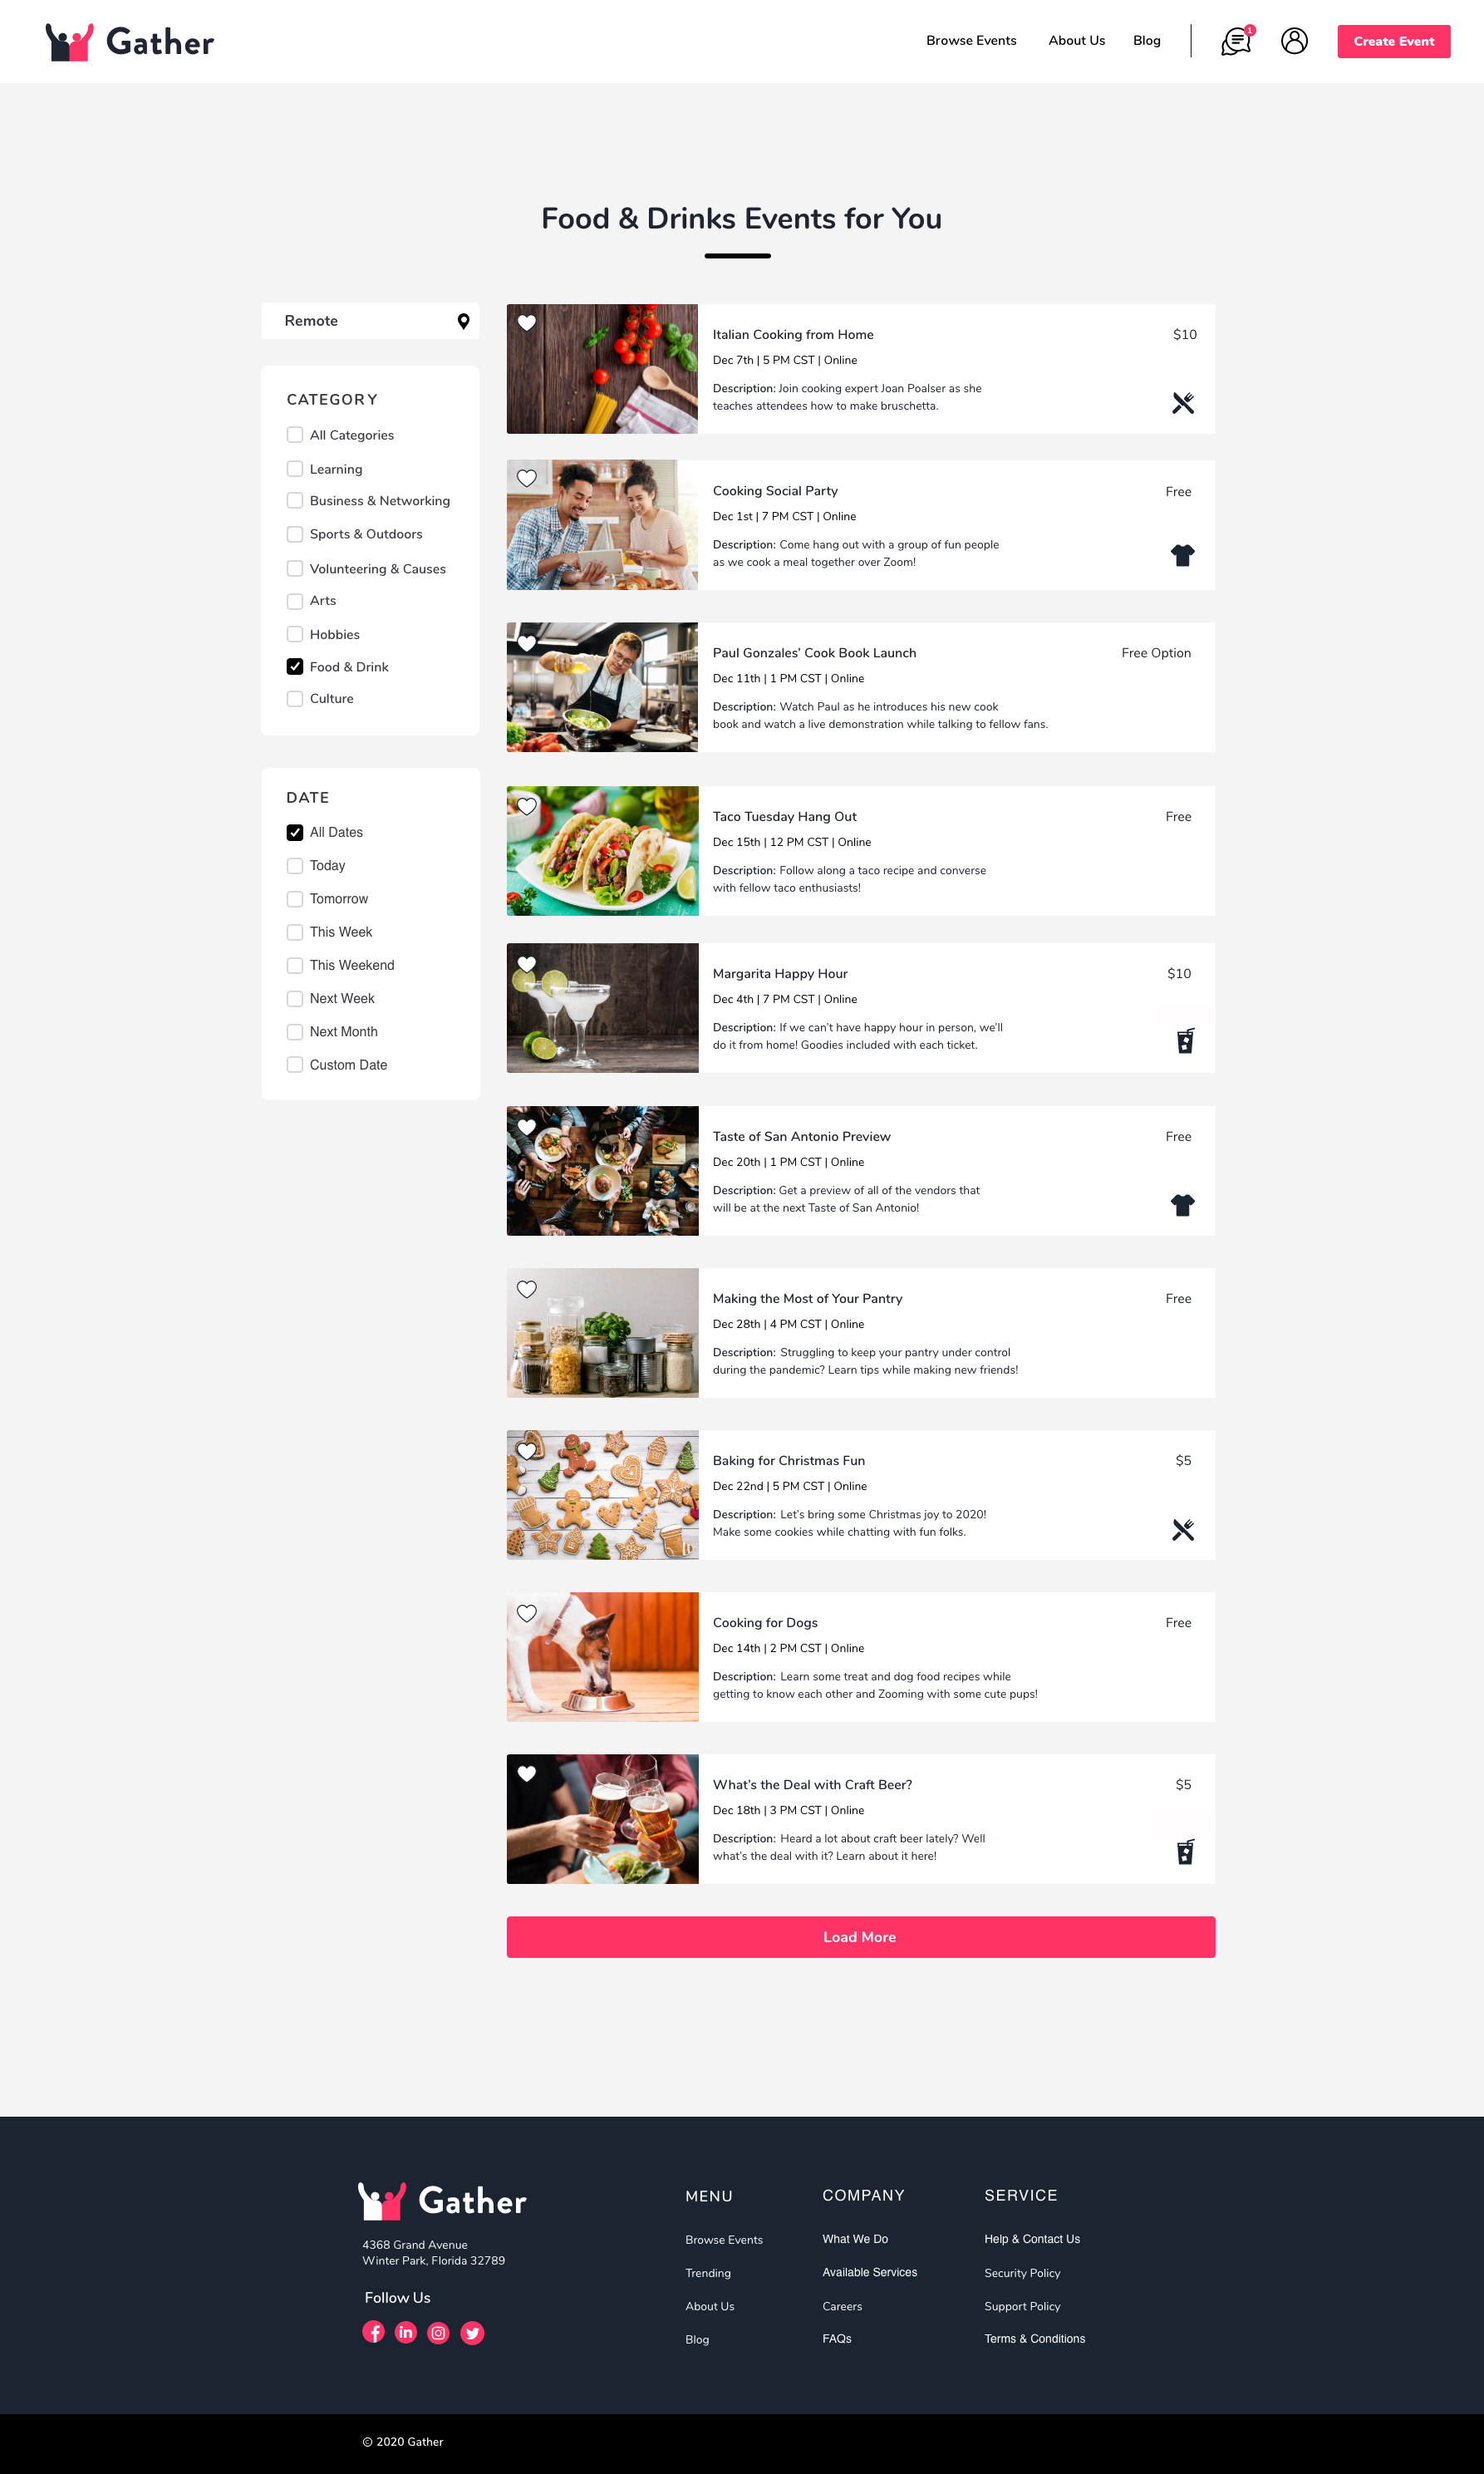 Gather
Browse Events
About Us
Blog
1
Create Event
Food & Drinks Events for You
Remote
CATEGORY
All Categories
Learning
Business & Networking
Sports & Outdoors
Volunteering & Causes
Arts
Hobbies
Food & Drink
Culture
DATE
All Dates
Today
Tomorrow
This Week
This Weekend
Next Week
Next Month
Custom Date
Italian Cooking from Home
$10
Dec 7th | 5 PM CST | Online
Description: Join cooking expert Joan Poalser as she
teaches attendees how to make bruschetta.
Cooking Social Party
Free
Dec 1st | 7 PM CST | Online
Description: Come hang out with a group of fun people
as we cook a meal together over Zoom!
Paul Gonzales’ Cook Book Launch
Free Option
Dec 11th | 1 PM CST | Online
Description: Watch Paul as he introduces his new cook
book and watch a live demonstration while talking to fellow fans.
Taco Tuesday Hang Out
Free
Dec 15th | 12 PM CST | Online
Description: Follow along a taco recipe and converse
with fellow taco enthusiasts!
Margarita Happy Hour
$10
Dec 4th | 7 PM CST | Online
Description: If we can’t have happy hour in person, we’ll
do it from home! Goodies included with each ticket.
Taste of San Antonio Preview
Free
Dec 20th | 1 PM CST | Online
Description: Get a preview of all of the vendors that
will be at the next Taste of San Antonio!
Making the Most of Your Pantry
Free
Dec 28th | 4 PM CST | Online
Description: Struggling to keep your pantry under control
during the pandemic? Learn tips while making new friends!
Baking for Christmas Fun
$5
Dec 22nd | 5 PM CST | Online
Description: Let’s bring some Christmas joy to 2020!
Make some cookies while chatting with fun folks.
Cooking for Dogs
Free
Dec 14th | 2 PM CST | Online
Description: Learn some treat and dog food recipes while
getting to know each other and Zooming with some cute pups!
What’s the Deal with Craft Beer?
$5
Dec 18th | 3 PM CST | Online
Description: Heard a lot about craft beer lately? Well
what’s the deal with it? Learn about it here!
Load More
Gather
4368 Grand Avenue
Winter Park, Florida 32789
Follow Us
MENU
Browse Events
Trending
About Us
Blog
COMPANY
What We Do
Available Services
Careers
FAQs
SERVICE
Help & Contact Us
Security Policy
Support Policy
Terms & Conditions
© 2020 Gather